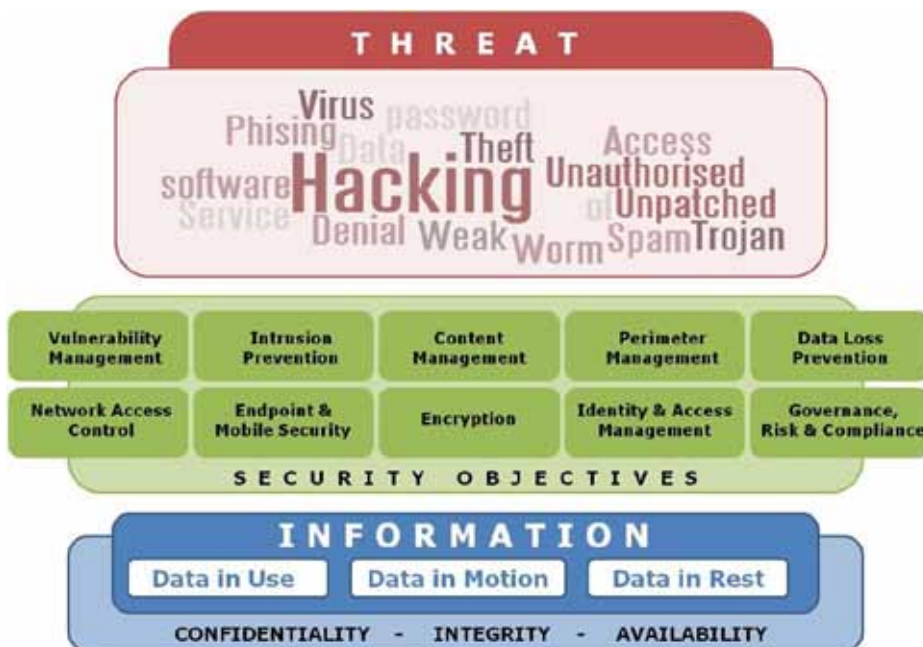 THREAT
Virus password
Phising Data Theft Access
software Hacking Unauthorised
Service of Unpatched
Denial Weak Worm Spam Trojan
Vulnerability Management
Intrusion Prevention
Content Management
Perimeter Management
Data Loss Prevention
Network Access Control
Endpoint & Mobile Security
Encryption
Identity & Access Management
Governance, Risk & Compliance
SECURITY OBJECTIVES
INFORMATION
Data in Use Data in Motion Data in Rest
CONFIDENTIALITY - INTEGRITY - AVAILABILITY